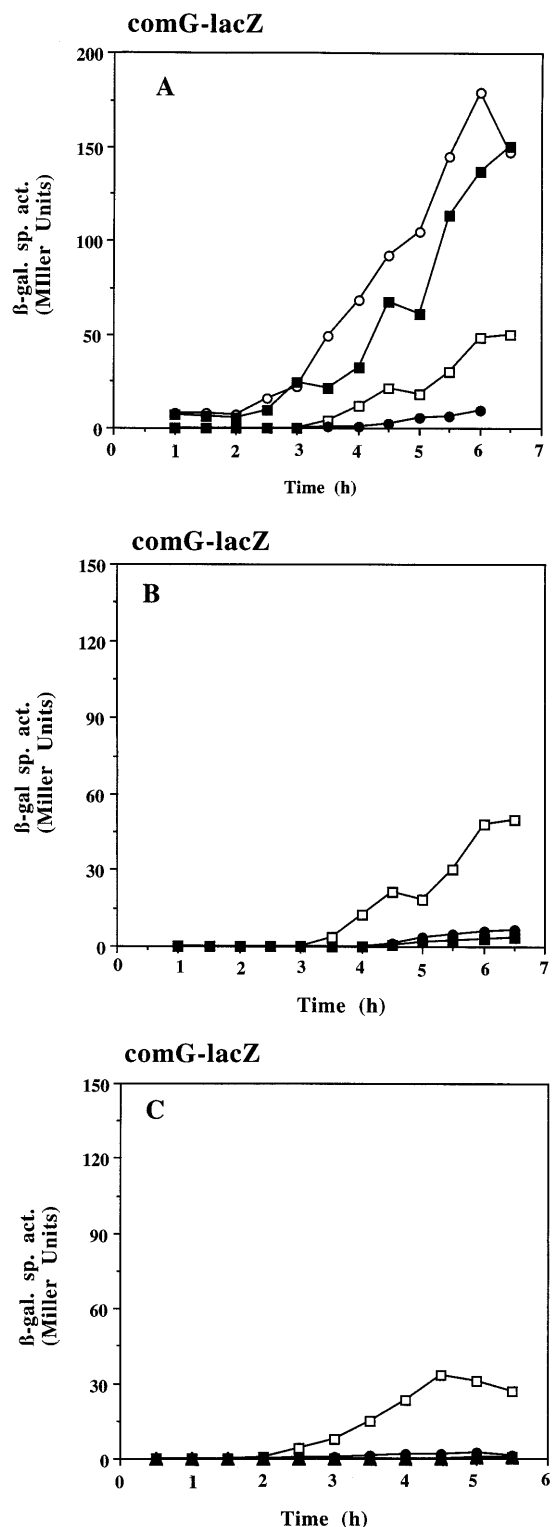 comG-lacZ
A
200
150
100
50
0
0 1 2 3 4 5 6 7
ß-gal. sp. act.
(MIller Units)
Time (h)
comG-lacZ
B
150
120
90
60
30
0
0 1 2 3 4 5 6 7
ß-gal sp. act.
(Miller Units)
Time (h)
comG-lacZ
C
150
120
90
60
30
0
0 1 2 3 4 5 6
ß-gal. sp. act.
(Miller Units)
Time (h)